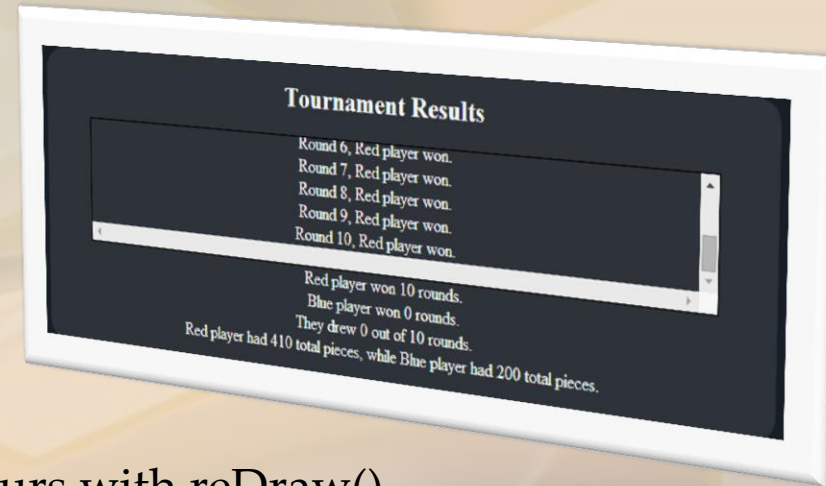 Tournament Results
Round 6, Red player won.
Round 7, Red player won.
Round 8, Red player won.
Round 9, Red player won.
Round 10, Red player won.
Red player won 10 rounds.
Blue player won 0 rounds.
They drew 0 out of 10 rounds.
Red player had 410 total pieces, while Blue player had 200 total pieces.
urs with reDraw()